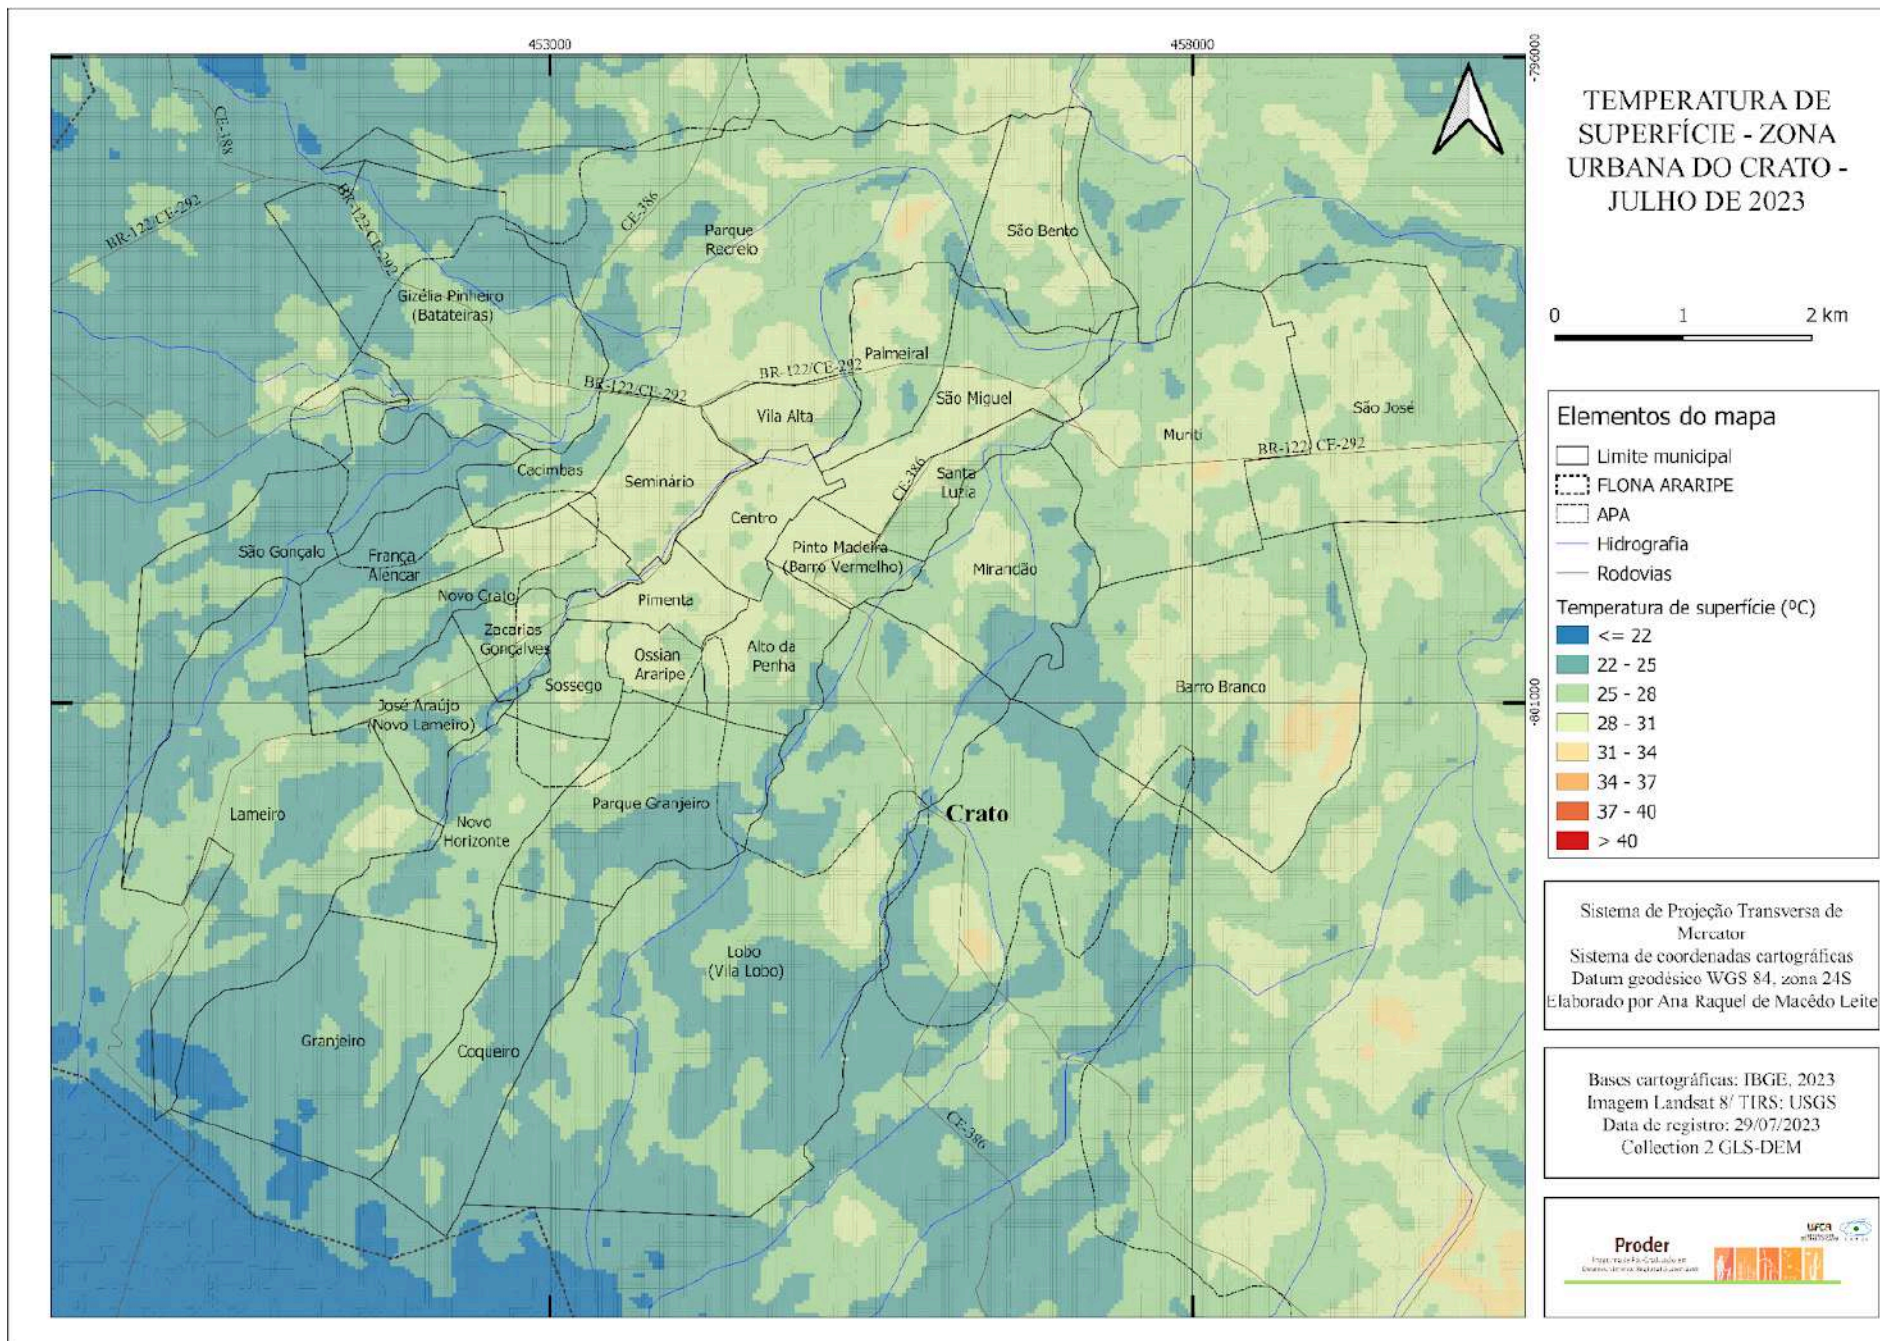 453000
458000
-796000
-801000
CE-388
BR-122/CE-292
BR-122/CE-292
CE-386
Parque
Recreio
São Bento
Gizélia Pinheiro
(Batateiras)
BR-122/CE-292
BR-122/CE-292
Palmeiral
Vila Alta
São Miguel
São José
Muriti
BR-122/CE-292
Cacimbas
Seminário
CE-386
Santa
Luzia
Centro
São Gonçalo
França
Alencar
Pinto Madeira
(Barro Vermelho)
Mirandão
Novo Crato
Pimenta
Zacarias
Gonçalves
Ossian
Araripe
Alto da
Penha
Sossego
Barro Branco
José Araújo
(Novo Lameiro)
Lameiro
Novo
Horizonte
Parque Granjeiro
Crato
Lobo
(Vila Lobo)
Granjeiro
Coqueiro
CE-386
TEMPERATURA DE
SUPERFÍCIE - ZONA
URBANA DO CRATO -
JULHO DE 2023
0 1 2 km
Elementos do mapa
Limite municipal
FLONA ARARIPE
APA
Hidrografia
Rodovias
Temperatura de superfície (ºC)
<= 22
22 - 25
25 - 28
28 - 31
31 - 34
34 - 37
37 - 40
> 40
Sistema de Projeção Transversa de
Mercator
Sistema de coordenadas cartográficas
Datum geodésico WGS 84, zona 24S
Elaborado por Ana Raquel de Macêdo Leite
Bases cartográficas: IBGE, 2023
Imagem Landsat 8/ TIRS; USGS
Data de registro: 29/07/2023
Collection 2 GLS-DEM
Proder
UFCA